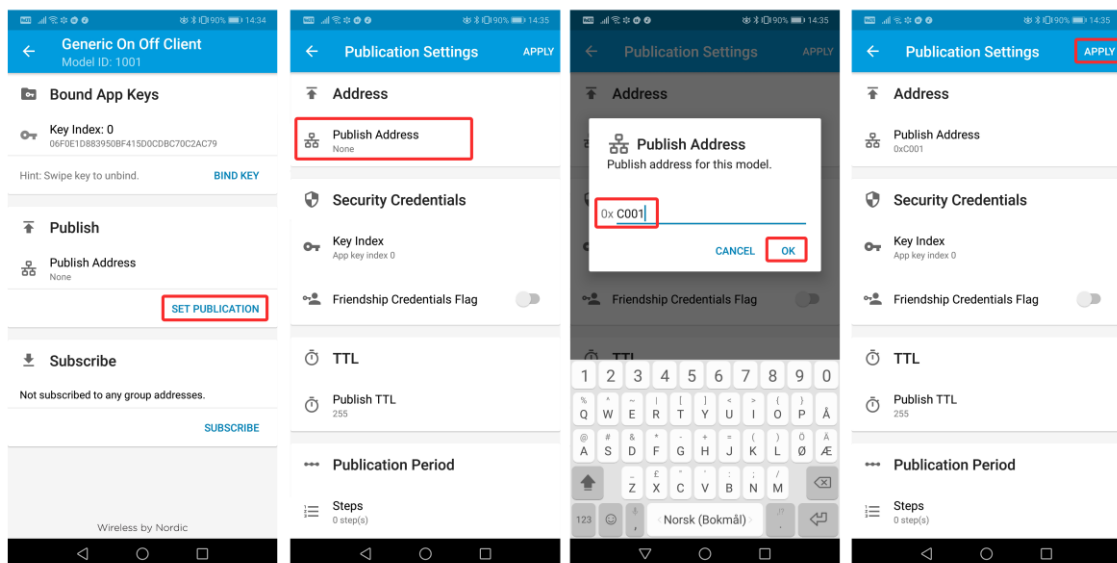 90% 14:34
Generic On Off Client
Model ID: 1001
Bound App Keys
Key Index: 0
06F0E1D883950BF415D0CDBC70C2AC79
Hint: Swipe key to unbind.
BIND KEY
Publish
Publish Address
None
SET PUBLICATION
Subscribe
Not subscribed to any group addresses.
SUBSCRIBE
Wireless by Nordic
90% 14:35
Publication Settings
APPLY
Address
Publish Address
None
Security Credentials
Key Index
App key index 0
Friendship Credentials Flag
TTL
Publish TTL
255
Publication Period
Steps
0 step(s)
90% 14:35
Publication Settings
APPLY
Address
Publish Address
Publish address for this model.
0x C001
CANCEL
OK
Friendship Credentials Flag
TTL
1 2 3 4 5 6 7 8 9 0
Q W E R T Y U I O P Å
A S D F G H J K L Ø Æ
Z X C V B N M
123
Norsk (Bokmål)
90% 14:35
Publication Settings
APPLY
Address
Publish Address
0xC001
Security Credentials
Key Index
App key index 0
Friendship Credentials Flag
TTL
Publish TTL
255
Publication Period
Steps
0 step(s)